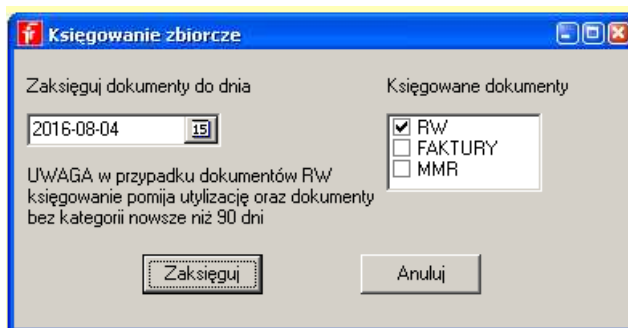 Księgowanie zbiorcze
Zaksięguj dokumenty do dnia
Księgowane dokumenty
2016-08-04
15
RW
FAKTURY
MMR
UWAGA w przypadku dokumentów RW
księgowanie pomija utylizację oraz dokumenty
bez kategorii nowsze niż 90 dni
Zaksięguj
Anuluj